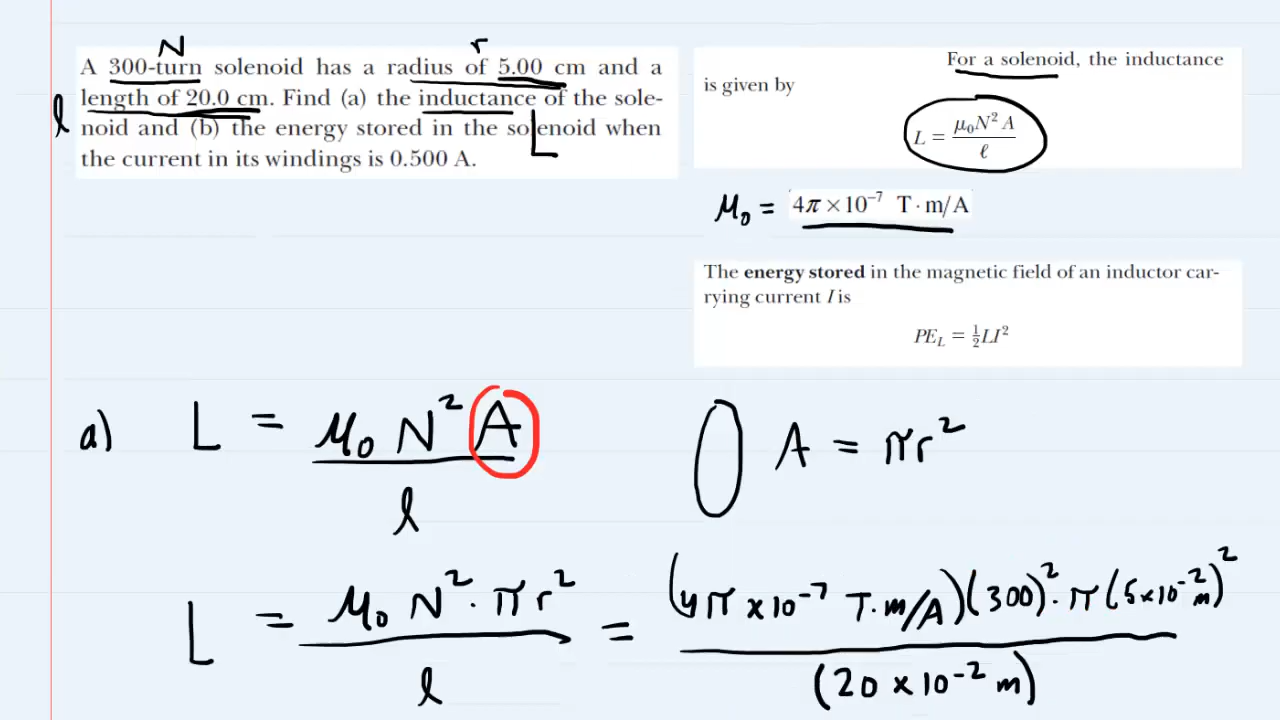 N r
A 300-turn solenoid has a radius of 5.00 cm and a
l length of 20.0 cm. Find (a) the inductance of the sole-
noid and (b) the energy stored in the solenoid when
L
the current in its windings is 0.500 A.
For a solenoid, the inductance
is given by
L = μ₀N² A / ℓ
μ₀ = 4π × 10⁻⁷ T · m/A
The energy stored in the magnetic field of an inductor car-
rying current I is
PE_L = ½LI²
a) L = μ₀ N² A / l
A = πr²
L = μ₀ N² · πr² / l = (4π × 10⁻⁷ T·m/A)(300)² · π(5×10⁻² m)² / (20 × 10⁻² m)